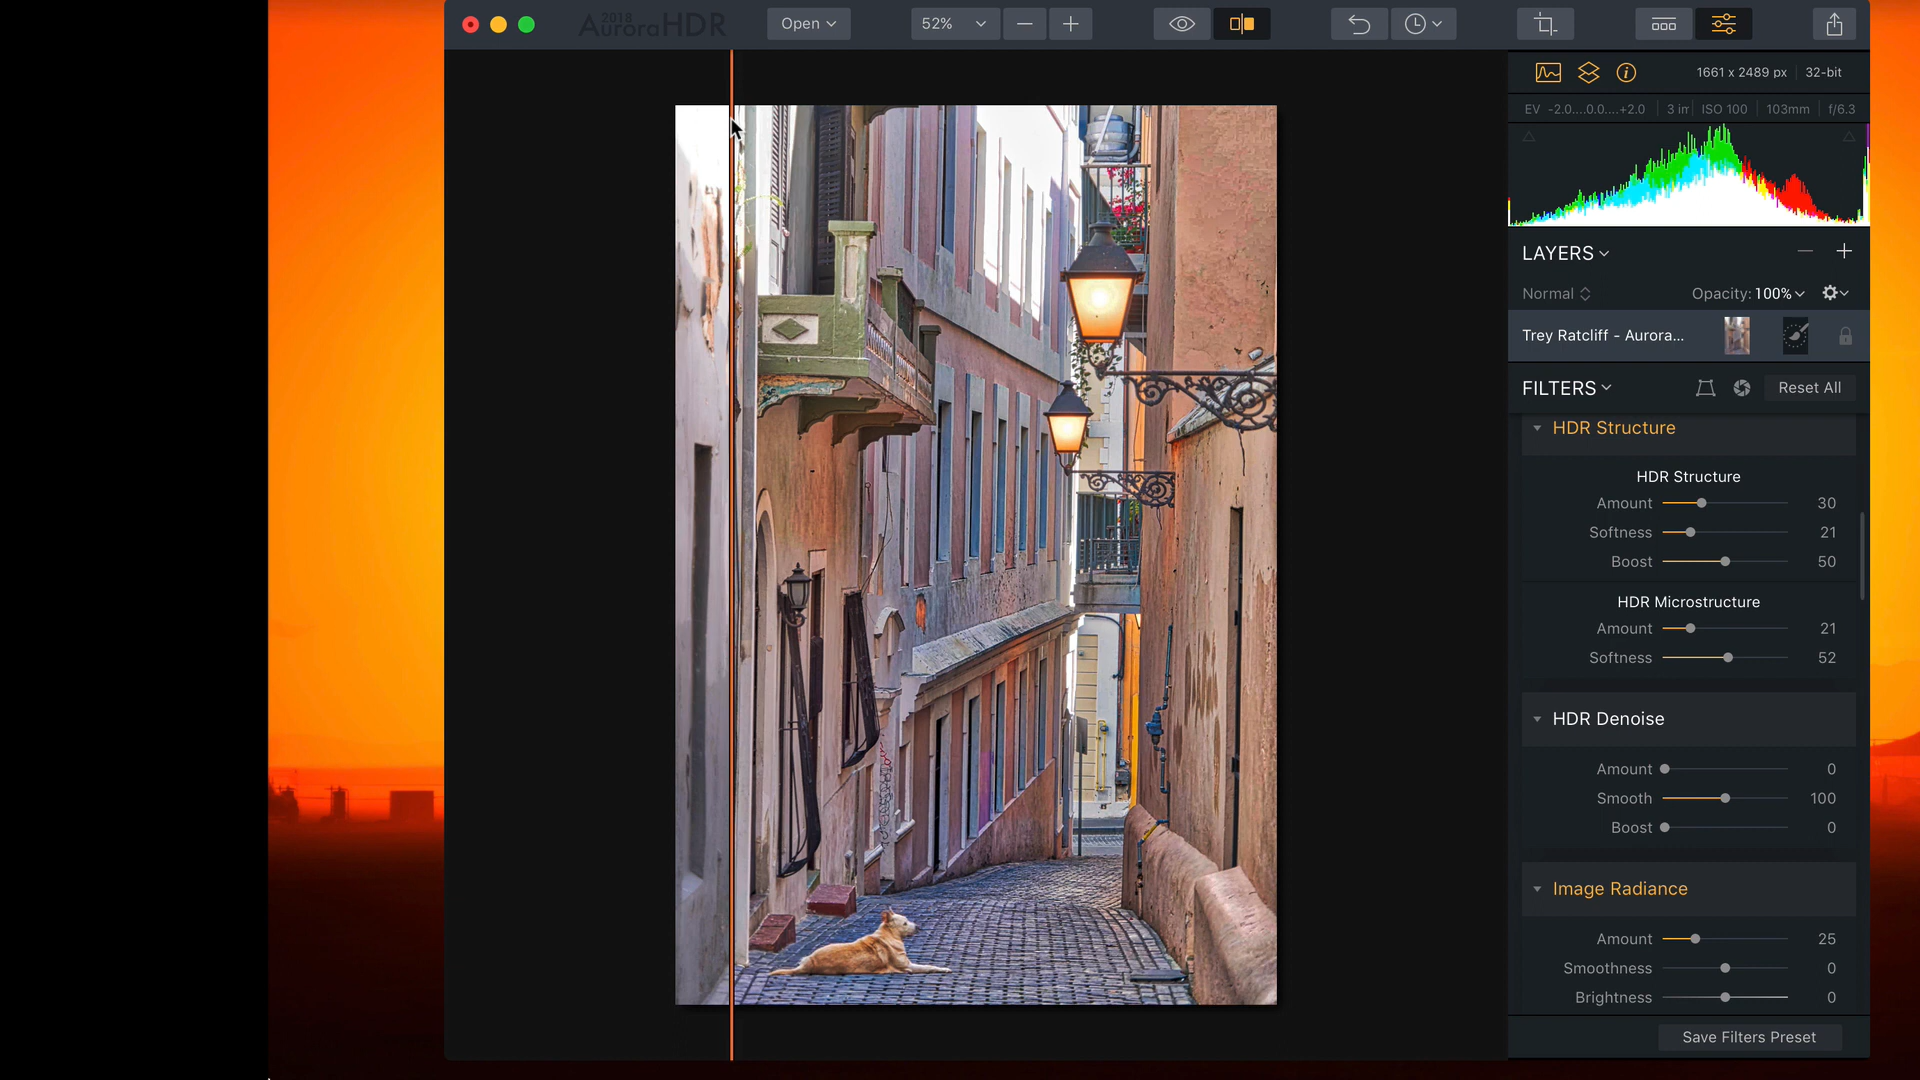 2018
AuroraHDR
Open
52%
1661 x 2489 px
32-bit
EV -2.0....0.0....+2.0
3 im
ISO 100
103mm
f/6.3
LAYERS
Normal
Opacity: 100%
Trey Ratcliff - Aurora...
FILTERS
Reset All
HDR Structure
HDR Structure
Amount 30
Softness 21
Boost 50
HDR Microstructure
Amount 21
Softness 52
HDR Denoise
Amount 0
Smooth 100
Boost 0
Image Radiance
Amount 25
Smoothness 0
Brightness 0
Save Filters Preset